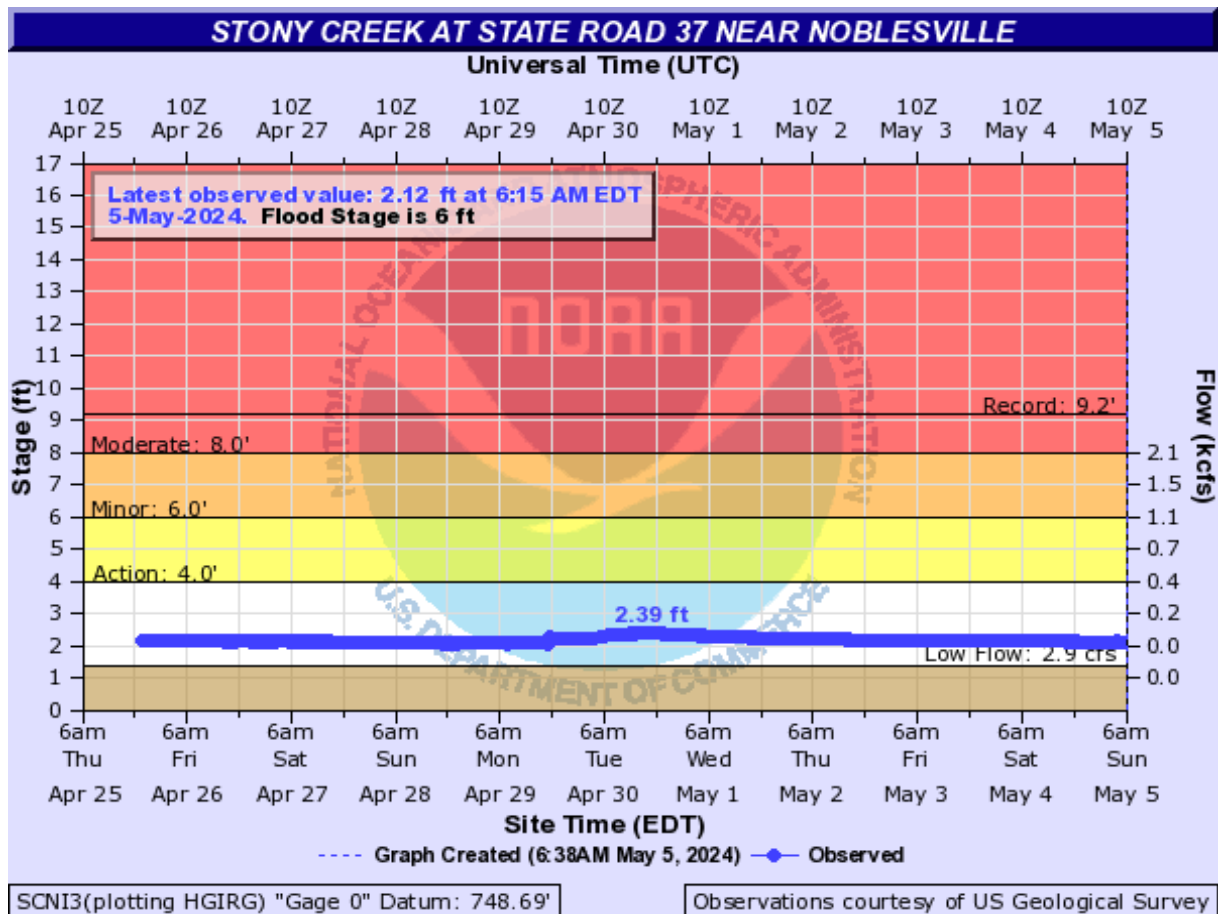 STONY CREEK AT STATE ROAD 37 NEAR NOBLESVILLE
Universal Time (UTC)
10Z 10Z 10Z 10Z 10Z 10Z 10Z 10Z 10Z 10Z 10Z
Apr 25 Apr 26 Apr 27 Apr 28 Apr 29 Apr 30 May 1 May 2 May 3 May 4 May 5
Latest observed value: 2.12 ft at 6:15 AM EDT
5-May-2024. Flood Stage is 6 ft
17
16
15
14
13
12
11
10
9
8
7
6
5
4
3
2
1
0
Stage (ft)
NATIONAL OCEANIC AND ATMOSPHERIC ADMINISTRATION
NOAA
U.S. DEPARTMENT OF COMMERCE
Record: 9.2'
Moderate: 8.0'
Minor: 6.0'
Action: 4.0'
2.39 ft
Low Flow: 2.9 cfs
Flow (kcfs)
2.1
1.5
1.1
0.7
0.4
0.2
0.0
0.0
6am 6am 6am 6am 6am 6am 6am 6am 6am 6am 6am
Thu Fri Sat Sun Mon Tue Wed Thu Fri Sat Sun
Apr 25 Apr 26 Apr 27 Apr 28 Apr 29 Apr 30 May 1 May 2 May 3 May 4 May 5
Site Time (EDT)
Graph Created (6:38AM May 5, 2024) Observed
SCNI3(plotting HGIRG) "Gage 0" Datum: 748.69'
Observations courtesy of US Geological Survey